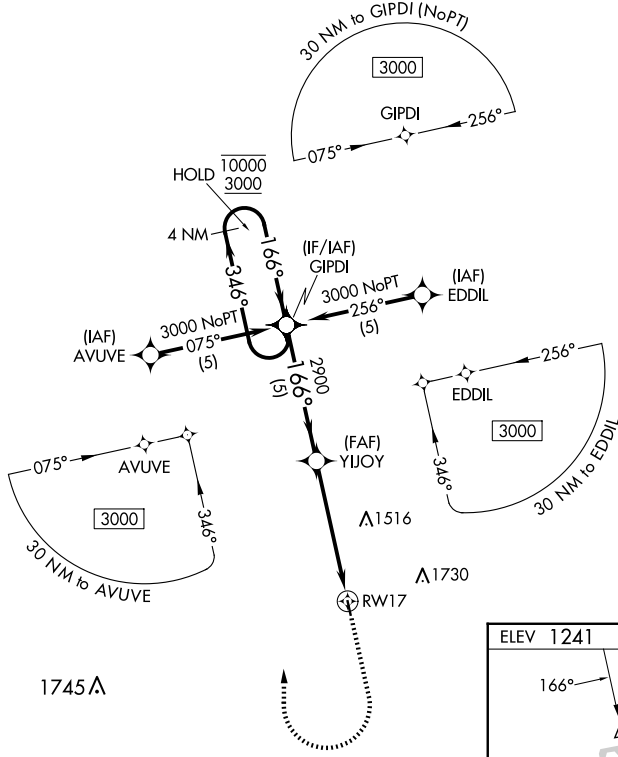 30 NM to GIPDI (NoPT)
3000
GIPDI
075°
256°
HOLD
10000
3000
4 NM
166°
346°
(IF/IAF)
GIPDI
3000 NoPT
256°
(5)
(IAF)
EDDIL
(IAF)
AVUVE
3000 NoPT
075°
(5)
2900
166°
(5)
256°
EDDIL
3000
346°
30 NM to EDDIL
(FAF)
YIJOY
075°
AVUVE
3000
346°
30 NM to AVUVE
1516
1730
RW17
1745
ELEV 1241
166°